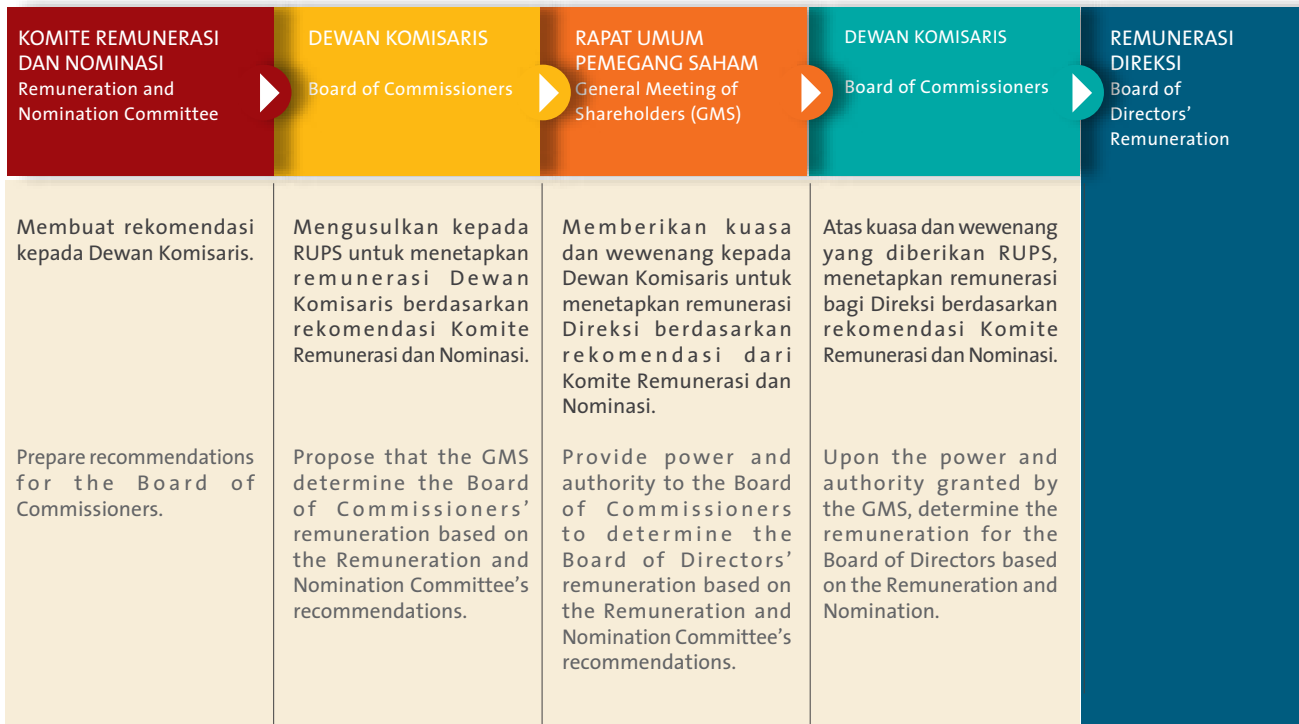 KOMITE REMUNERASI
DAN NOMINASI
Remuneration and
Nomination Committee
DEWAN KOMISARIS
Board of Commissioners
RAPAT UMUM
PEMEGANG SAHAM
General Meeting of
Shareholders (GMS)
DEWAN KOMISARIS
Board of Commissioners
REMUNERASI
DIREKSI
Board of
Directors'
Remuneration
Membuat rekomendasi
kepada Dewan Komisaris.
Mengusulkan kepada
RUPS untuk menetapkan
remunerasi Dewan
Komisaris berdasarkan
rekomendasi Komite
Remunerasi dan Nominasi.
Memberikan kuasa
dan wewenang kepada
Dewan Komisaris untuk
menetapkan remunerasi
Direksi berdasarkan
rekomendasi dari
Komite Remunerasi dan
Nominasi.
Atas kuasa dan wewenang
yang diberikan RUPS,
menetapkan remunerasi
bagi Direksi berdasarkan
rekomendasi Komite
Remunerasi dan Nominasi.
Prepare recommendations
for the Board of
Commissioners.
Propose that the GMS
determine the Board
of Commissioners'
remuneration based on
the Remuneration and
Nomination Committee's
recommendations.
Provide power and
authority to the Board
of Commissioners
to determine the
Board of Directors'
remuneration based on
the Remuneration and
Nomination Committee's
recommendations.
Upon the power and
authority granted by
the GMS, determine the
remuneration for the
Board of Directors based
on the Remuneration and
Nomination.